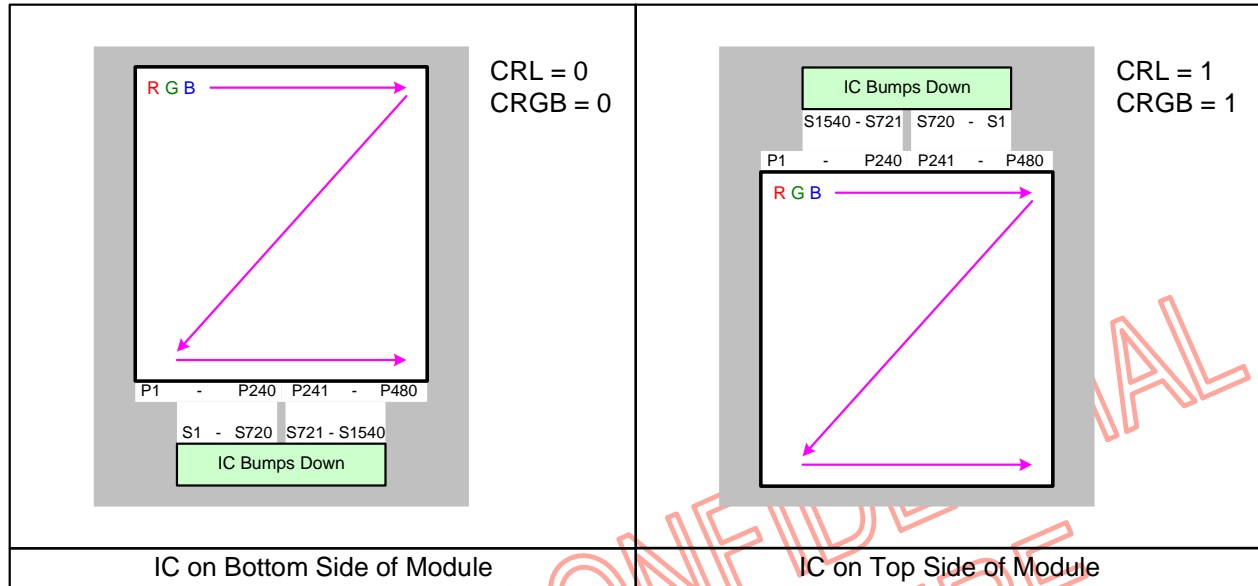 R G B
CRL = 0
CRGB = 0
P1 - P240 P241 - P480
S1 - S720 S721 - S1540
IC Bumps Down
IC on Bottom Side of Module
IC Bumps Down
CRL = 1
CRGB = 1
S1540 - S721 S720 - S1
P1 - P240 P241 - P480
R G B
IC on Top Side of Module